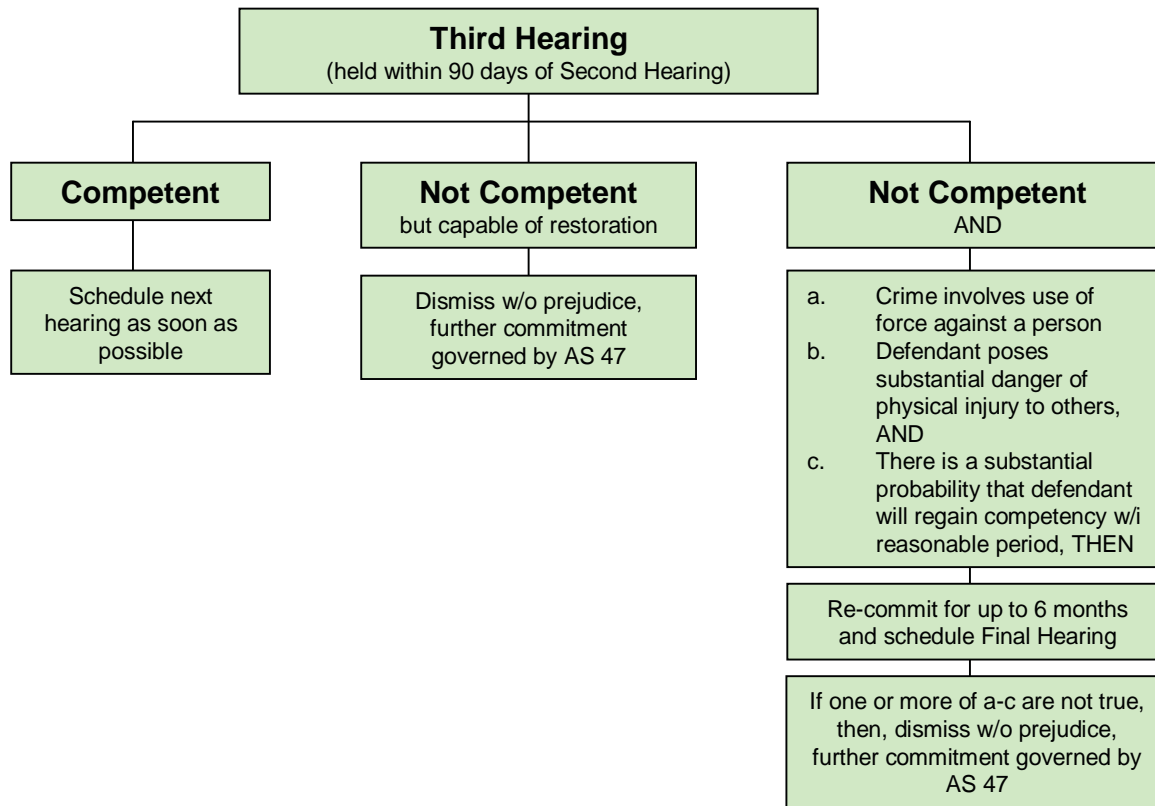 Third Hearing
(held within 90 days of Second Hearing)
Competent
Schedule next
hearing as soon as
possible
Not Competent
but capable of restoration
Dismiss w/o prejudice,
further commitment
governed by AS 47
Not Competent
AND
a. Crime involves use of
force against a person
b. Defendant poses
substantial danger of
physical injury to others,
AND
c. There is a substantial
probability that defendant
will regain competency w/i
reasonable period, THEN
Re-commit for up to 6 months
and schedule Final Hearing
If one or more of a-c are not true,
then, dismiss w/o prejudice,
further commitment governed by
AS 47